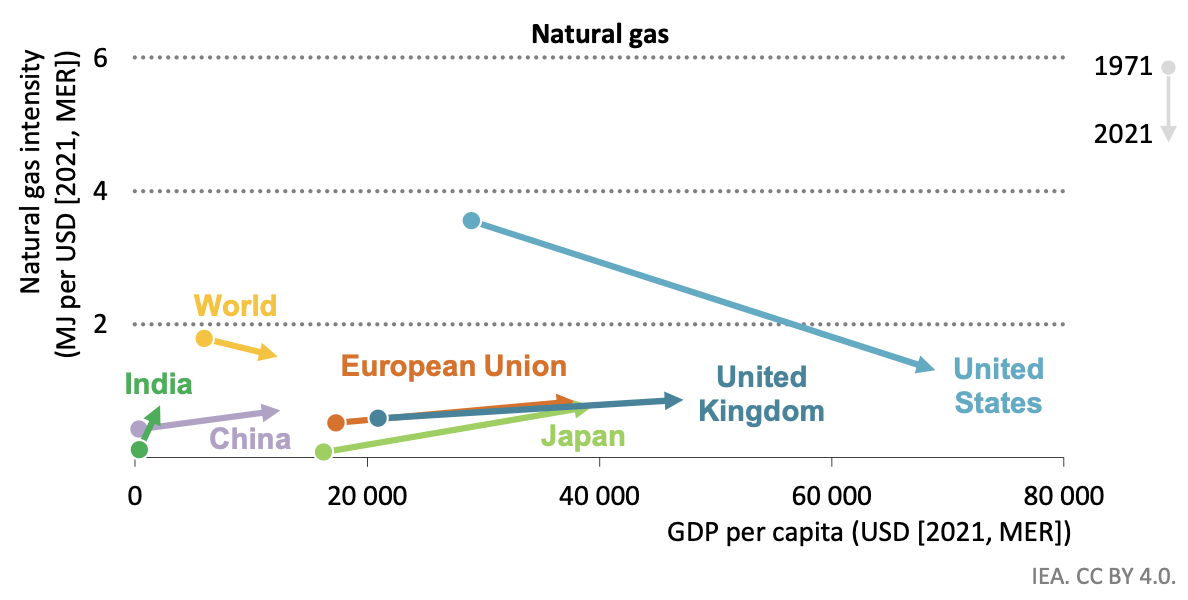 Natural gas
Natural gas intensity
(MJ per USD [2021, MER])
6
4
2
1971
2021
World
India
China
European Union
Japan
United
Kingdom
United
States
0
20 000
40 000
60 000
80 000
GDP per capita (USD [2021, MER])
IEA. CC BY 4.0.